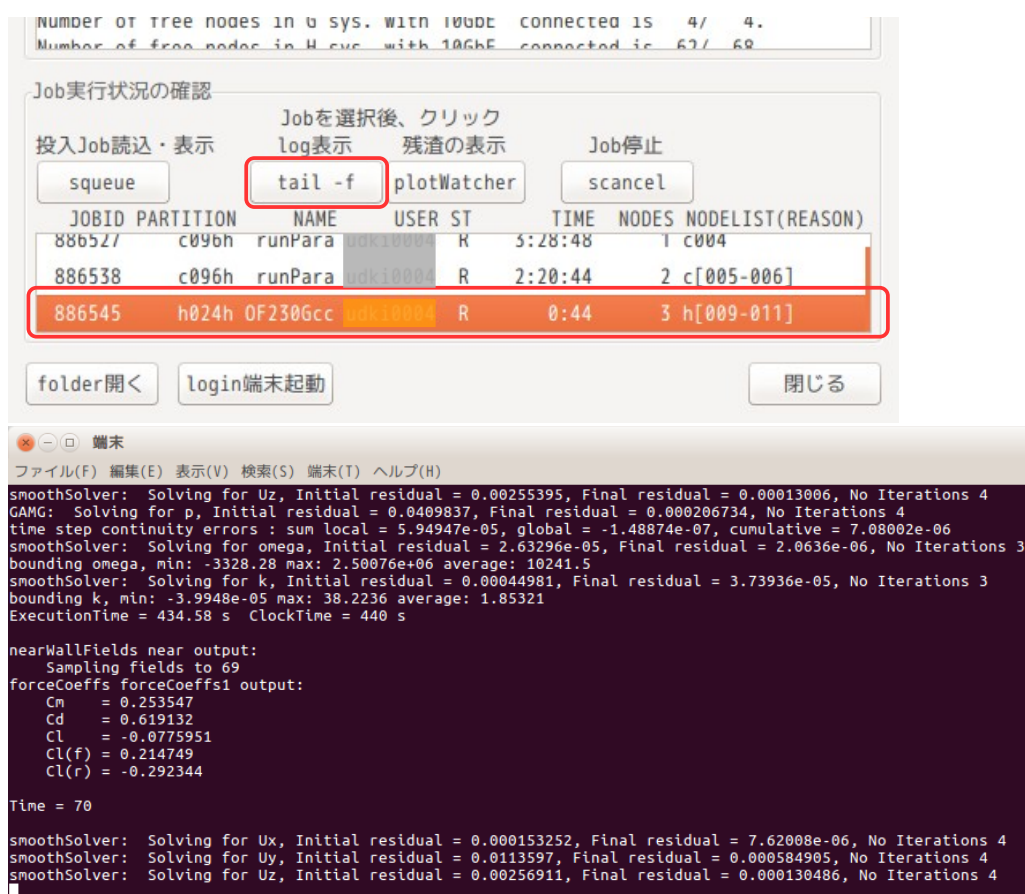 Number of free nodes in G sys. with 10GbE connected is 4/ 4.
Number of free nodes in H sys. with 10GbE connected is 62/ 68
Job実行状況の確認
Jobを選択後、クリック
投入Job読込・表示 log表示 残渣の表示 Job停止
squeue tail -f plotWatcher scancel
JOBID PARTITION NAME USER ST TIME NODES NODELIST(REASON)
886527 c096h runPara udki0004 R 3:28:48 1 c004
886538 c096h runPara udki0004 R 2:20:44 2 c[005-006]
886545 h024h OF230Gcc udki0004 R 0:44 3 h[009-011]
folder開く login端末起動 閉じる
端末
ファイル(F) 編集(E) 表示(V) 検索(S) 端末(T) ヘルプ(H)
smoothSolver:  Solving for Uz, Initial residual = 0.00255395, Final residual = 0.00013006, No Iterations 4
GAMG:  Solving for p, Initial residual = 0.0409837, Final residual = 0.000206734, No Iterations 4
time step continuity errors : sum local = 5.94947e-05, global = -1.48874e-07, cumulative = 7.08002e-06
smoothSolver:  Solving for omega, Initial residual = 2.63296e-05, Final residual = 2.0636e-06, No Iterations 3
bounding omega, min: -3328.28 max: 2.50076e+06 average: 10241.5
smoothSolver:  Solving for k, Initial residual = 0.00044981, Final residual = 3.73936e-05, No Iterations 3
bounding k, min: -3.9948e-05 max: 38.2236 average: 1.85321
ExecutionTime = 434.58 s  ClockTime = 440 s
nearWallFields near output:
Sampling fields to 69
forceCoeffs forceCoeffs1 output:
Cm    = 0.253547
Cd    = 0.619132
Cl    = -0.0775951
Cl(f) = 0.214749
Cl(r) = -0.292344
Time = 70
smoothSolver:  Solving for Ux, Initial residual = 0.000153252, Final residual = 7.62008e-06, No Iterations 4
smoothSolver:  Solving for Uy, Initial residual = 0.0113597, Final residual = 0.000584905, No Iterations 4
smoothSolver:  Solving for Uz, Initial residual = 0.00256911, Final residual = 0.000130486, No Iterations 4